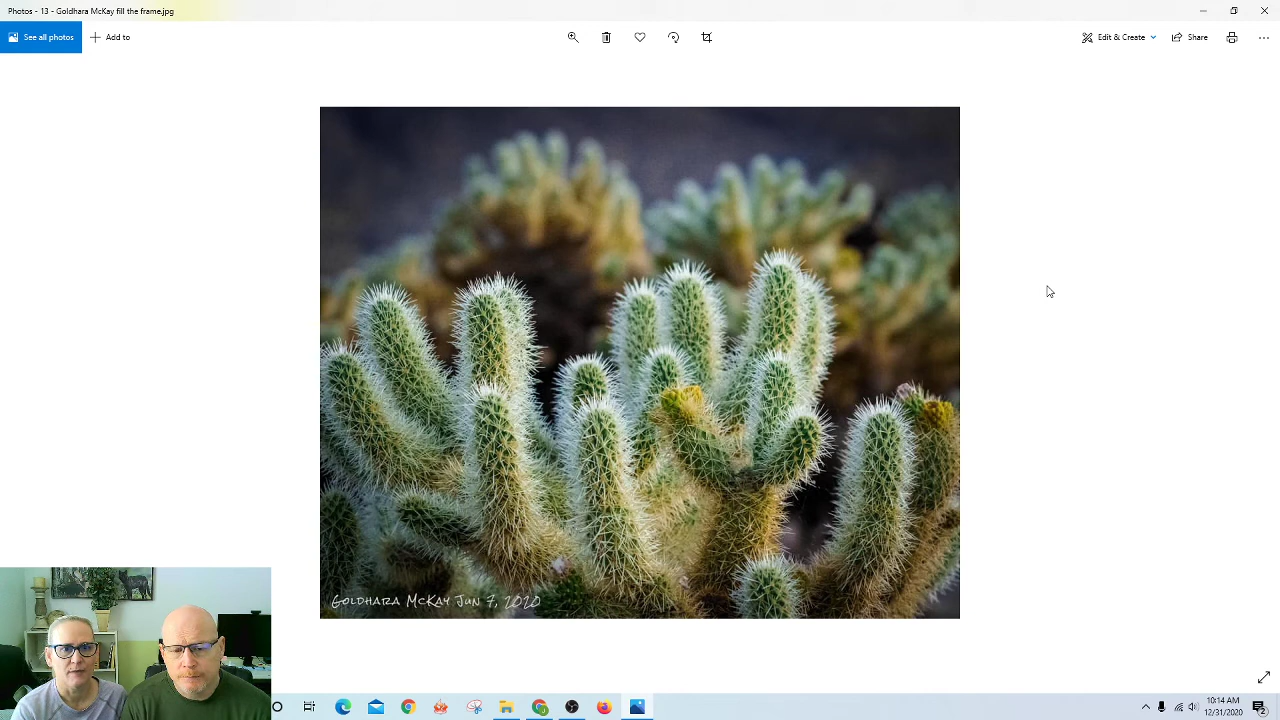 Photos - 13 - Goldhara McKay fill the frame.jpg
See all photos
Add to
Edit & Create
Share
Goldhara McKay Jun 7, 2020
10:14 AM
12/31/2020
2